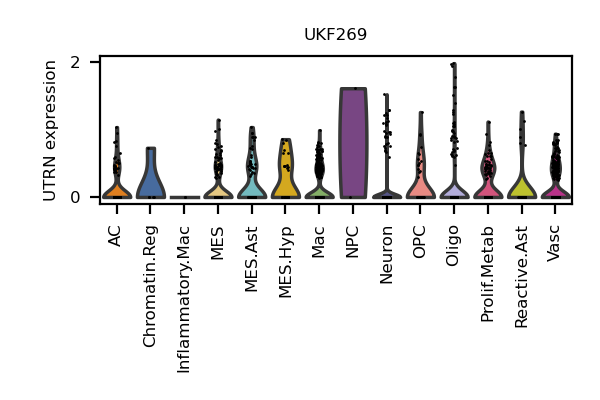 UKF269
UTRN expression
2
0
AC
Chromatin.Reg
Inflammatory.Mac
MES
MES.Ast
MES.Hyp
Mac
NPC
Neuron
OPC
Oligo
Prolif.Metab
Reactive.Ast
Vasc